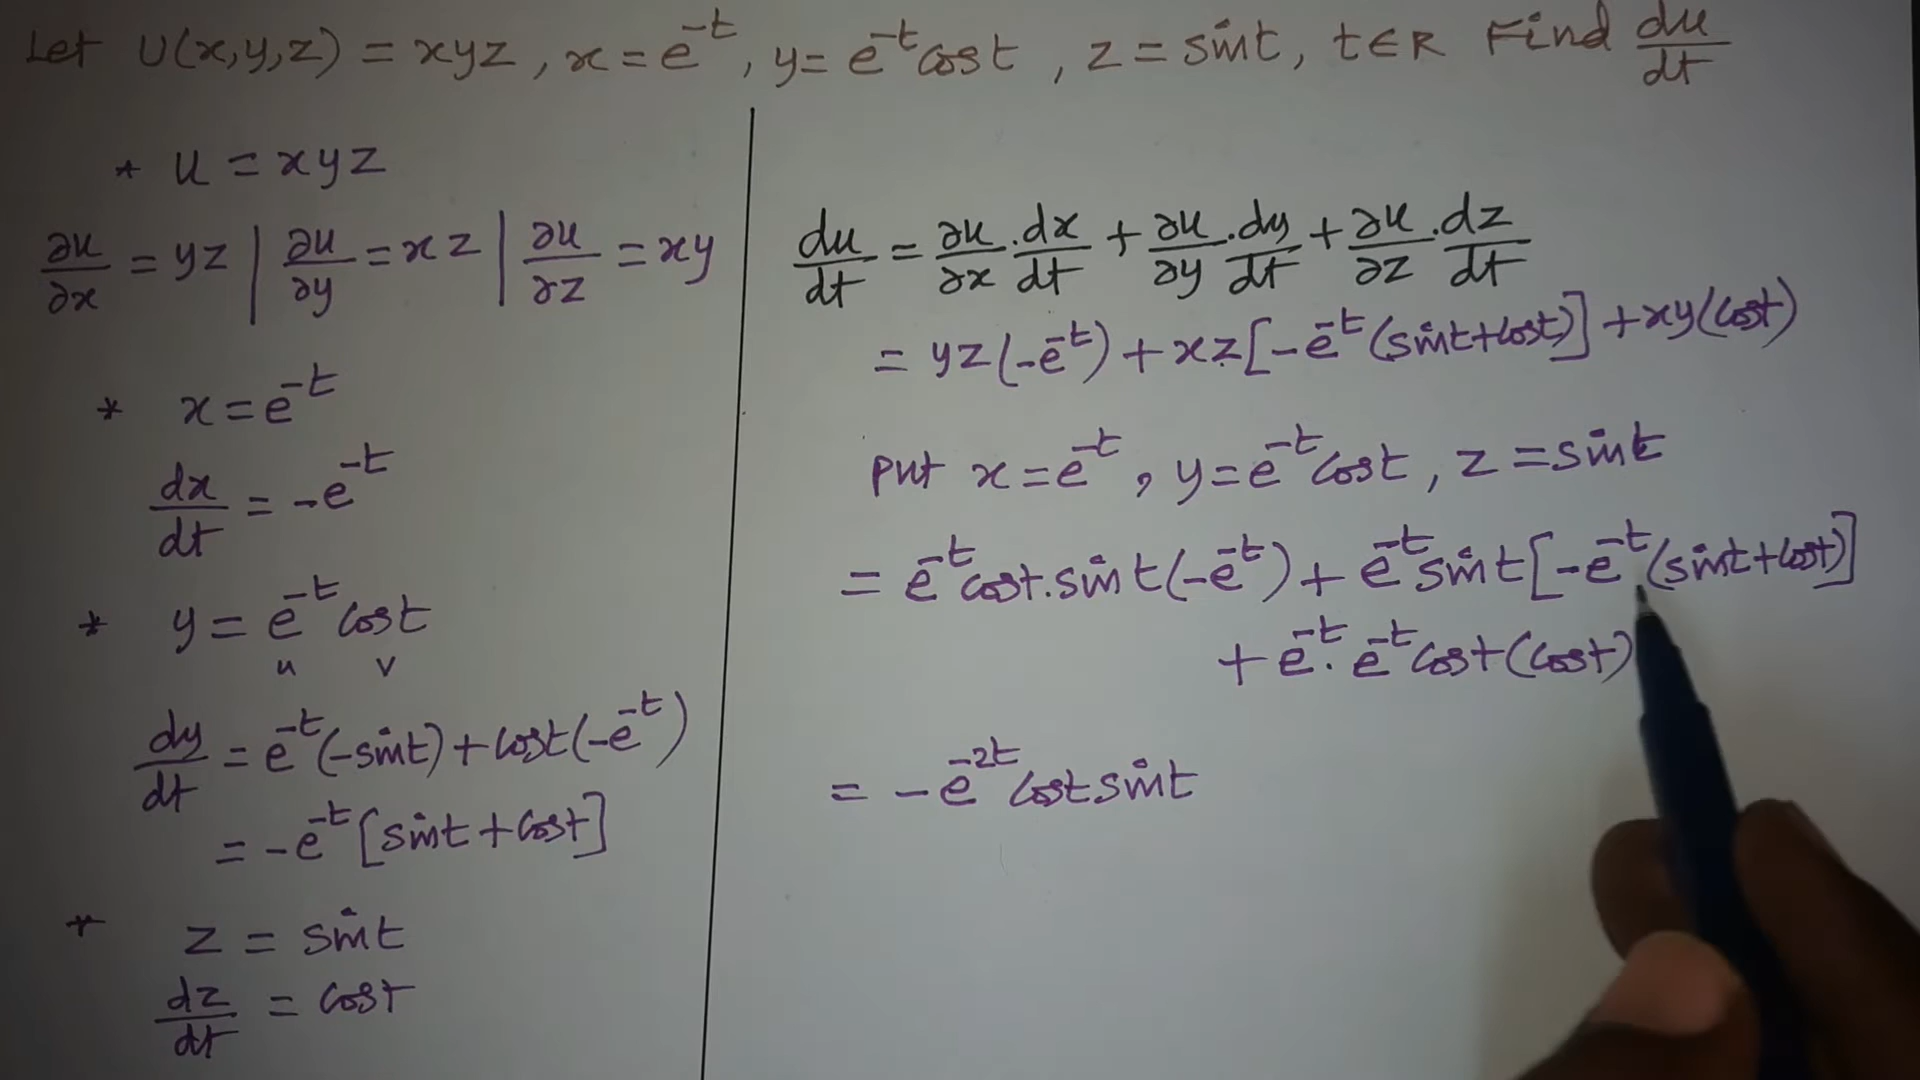 Let U(x,y,z) = xyz, x = e^{-t}, y = e^{-t}cost, z = sint, t∈R Find du/dt
* u = xyz
∂u/∂x = yz | ∂u/∂y = xz | ∂u/∂z = xy
* x = e^{-t}
dx/dt = -e^{-t}
* y = e^{-t} cost
u v
dy/dt = e^{-t}(-sint) + cost(-e^{-t})
= -e^{-t}[sint + cost]
* z = sint
dz/dt = cost
du/dt = ∂u/∂x . dx/dt + ∂u/∂y . dy/dt + ∂u/∂z . dz/dt
= yz(-e^{-t}) + xz[-e^{-t}(sint+cost)] + xy(cost)
put x = e^{-t}, y = e^{-t}cost, z = sint
= e^{-t}cost.sint(-e^{-t}) + e^{-t}sint[-e^{-t}(sint+cost)]
+ e^{-t}. e^{-t}cost(cost)
= -e^{-2t} cost sint